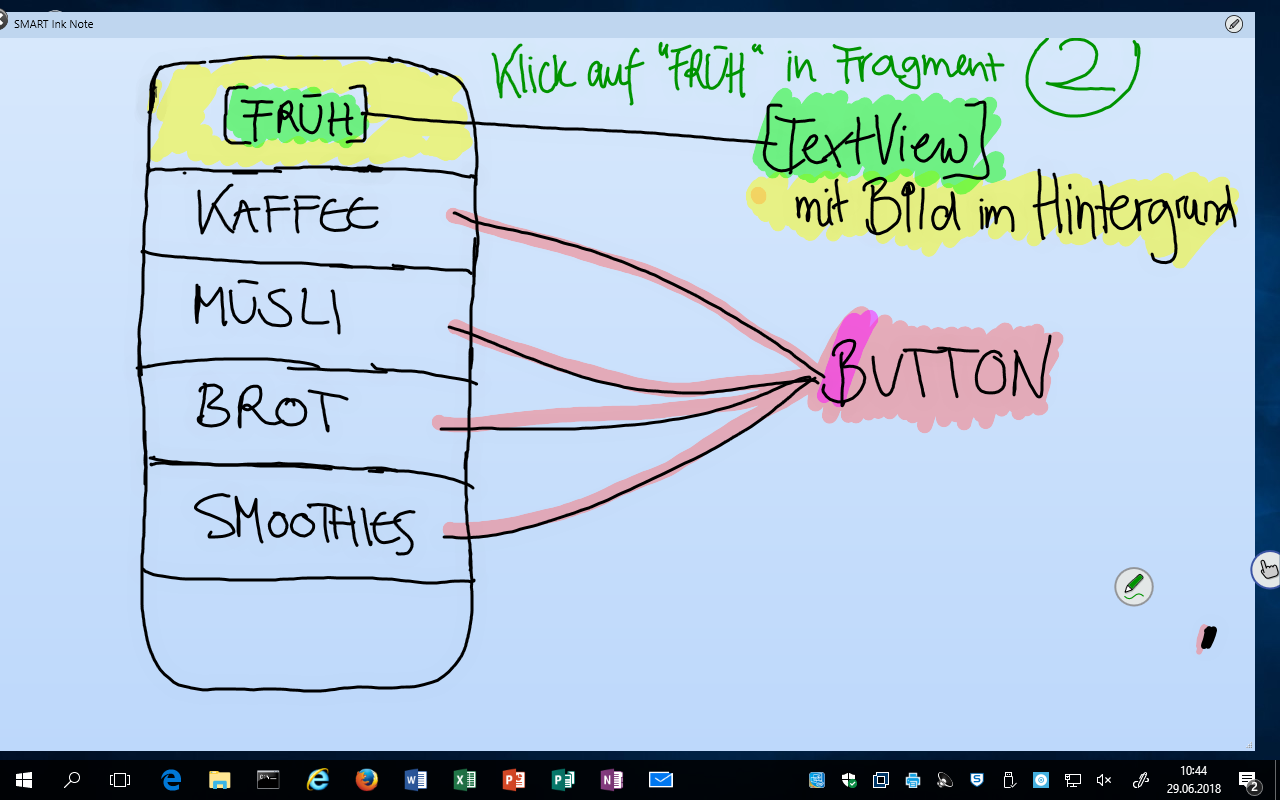 SMART Ink Note
Klick auf "FRÜH" in Fragment 2
[FRÜH]
[TextView]
mit Bild im Hintergrund
KAFFEE
MÜSLI
BUTTON
BROT
SMOOTHIES
10:44
29.06.2018
2